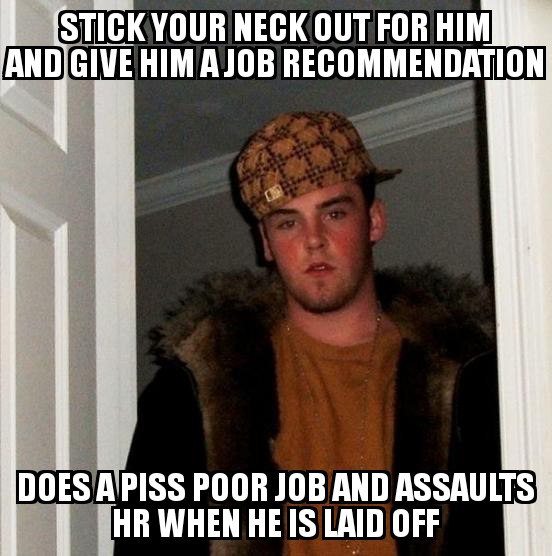 STICK YOUR NECK OUT FOR HIM
AND GIVE HIM A JOB RECOMMENDATION
DOES A PISS POOR JOB AND ASSAULTS
HR WHEN HE IS LAID OFF